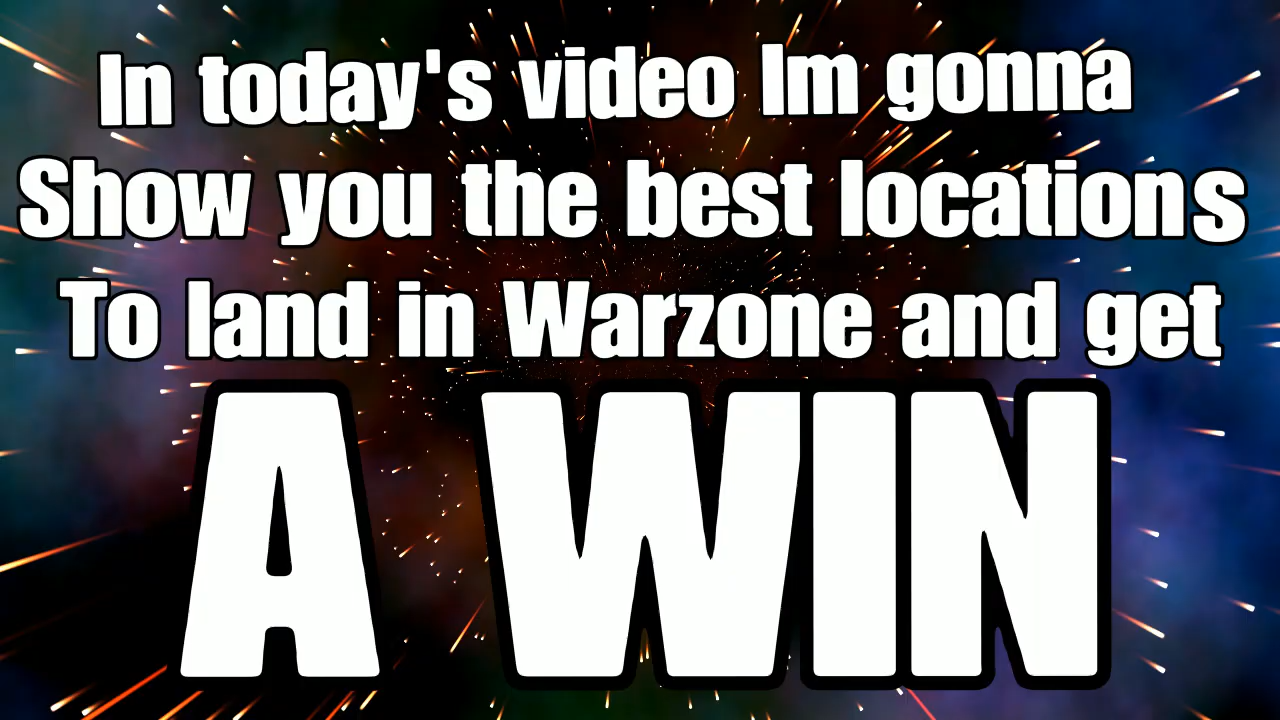 In today's video Im gonna
Show you the best locations
To land in Warzone and get
A WIN